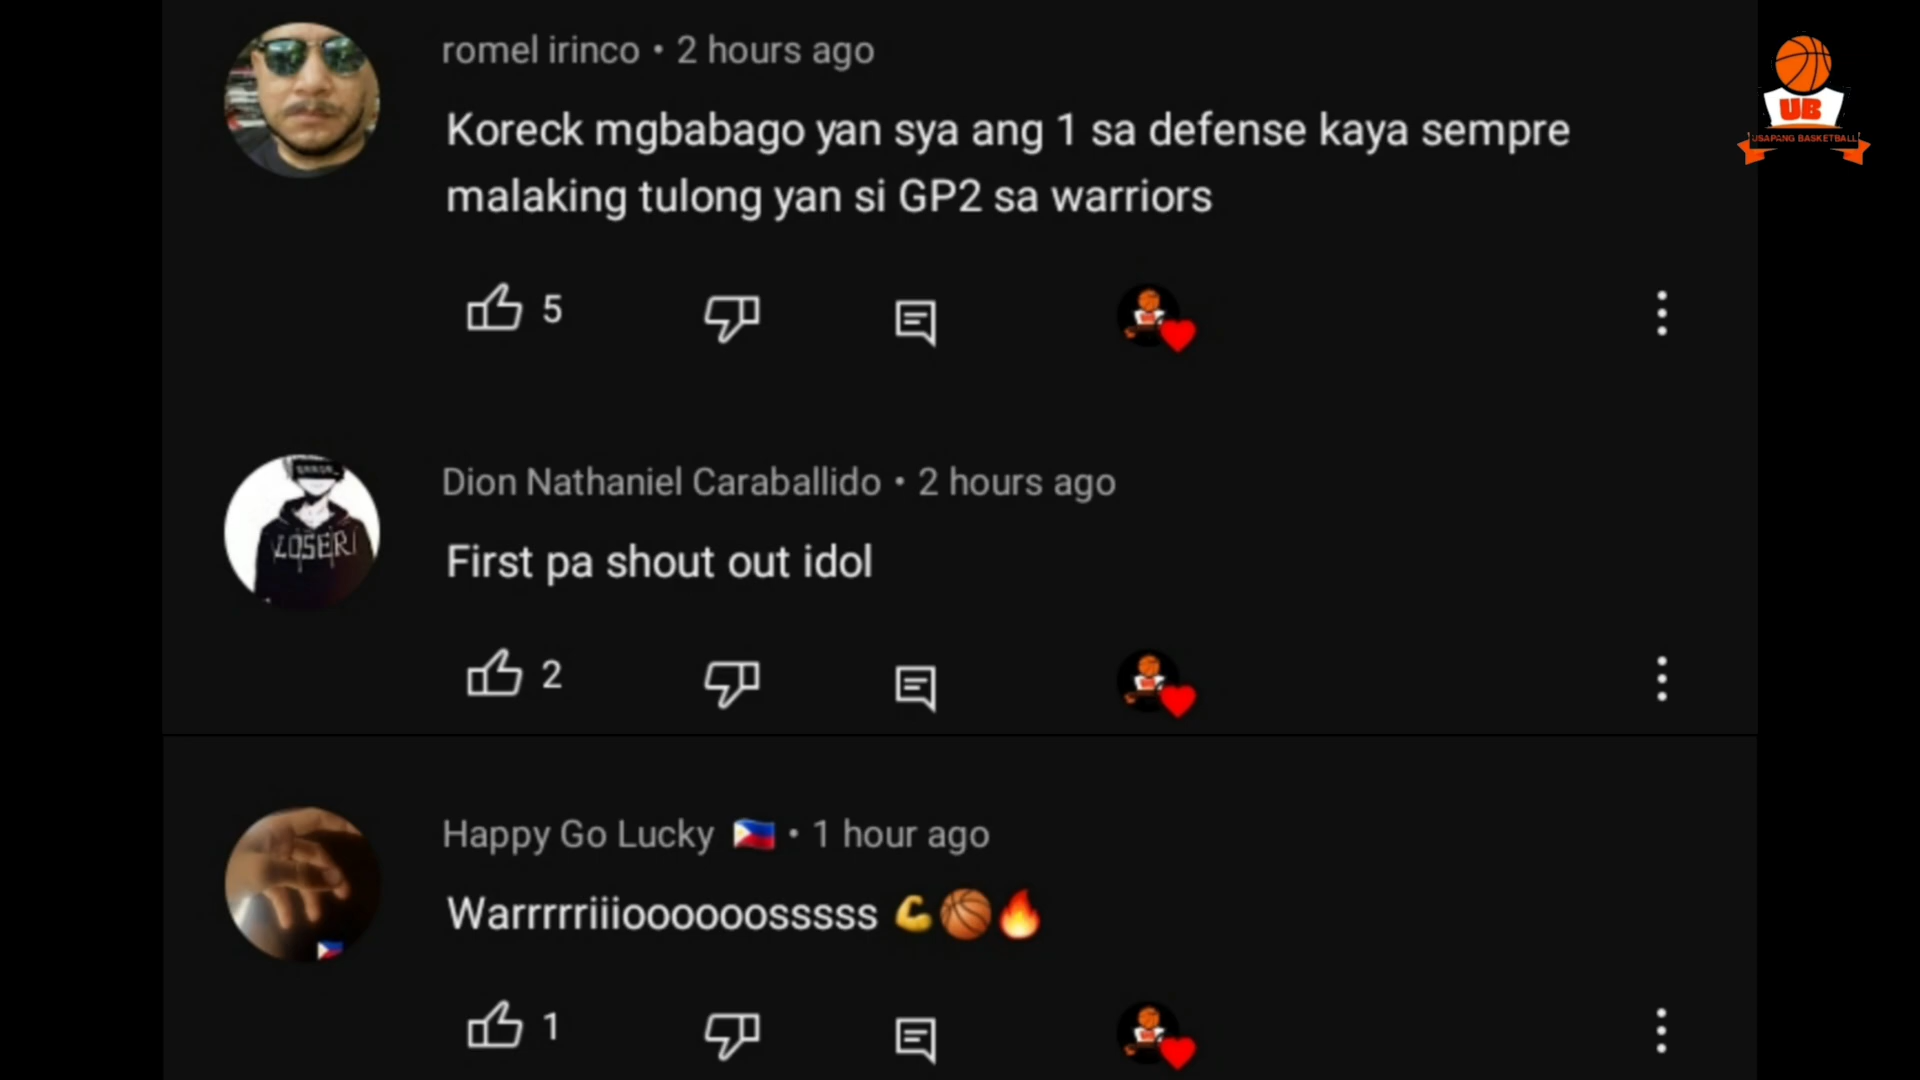 romel irinco • 2 hours ago
Koreck mgbabago yan sya ang 1 sa defense kaya sempre
malaking tulong yan si GP2 sa warriors
5
UB
USAPANG BASKETBALL
Dion Nathaniel Caraballido • 2 hours ago
First pa shout out idol
LOSER
2
Happy Go Lucky 🇵🇭 • 1 hour ago
Warrrrriiioooooosssss 💪🏀🔥
1